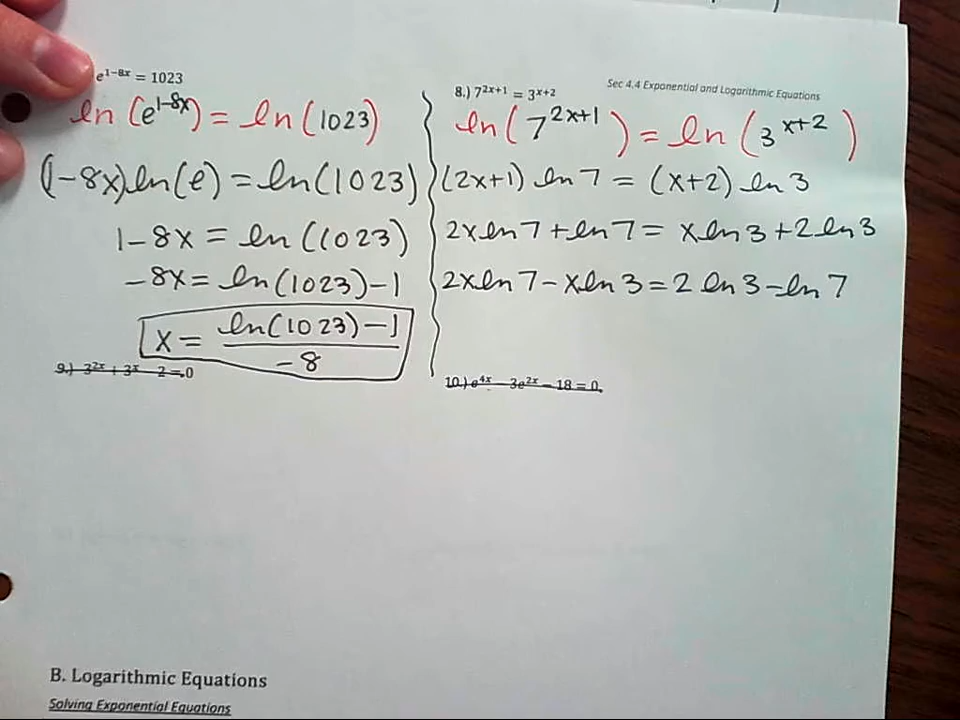 Sec 4.4 Exponential and Logarithmic Equations
e^{1-8x} = 1023
ln (e^{1-8x}) = ln (1023)
(1-8x) ln(e) = ln(1023)
1-8x = ln (1023)
-8x = ln(1023)-1
x = \frac{ln(1023)-1}{-8}
8.) 7^{2x+1} = 3^{x+2}
ln( 7^{2x+1} ) = ln (3^{x+2} )
(2x+1) ln 7 = (x+2) ln 3
2x ln 7 + ln 7 = x ln 3 + 2 ln 3
2x ln 7 - x ln 3 = 2 ln 3 - ln 7
9.) 3^{2x} + 3^x - 2 = 0
10.) e^{4x} - 3e^{2x} - 18 = 0
B. Logarithmic Equations
Solving Exponential Equations